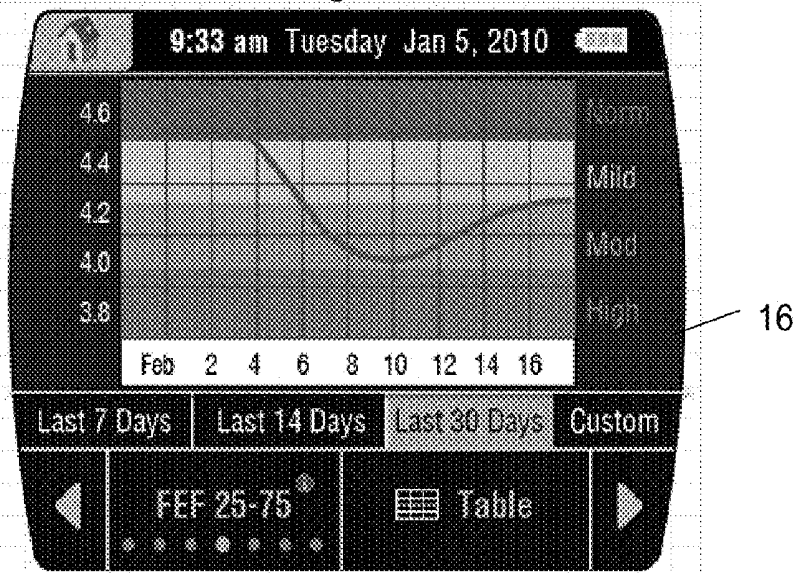 9:33 am Tuesday Jan 5, 2010
4.6 Norm
4.4 Mild
4.2
4.0 Mod
3.8 High
16
Feb 2 4 6 8 10 12 14 16
Last 7 Days Last 14 Days Last 30 Days Custom
FEF 25-75 Table